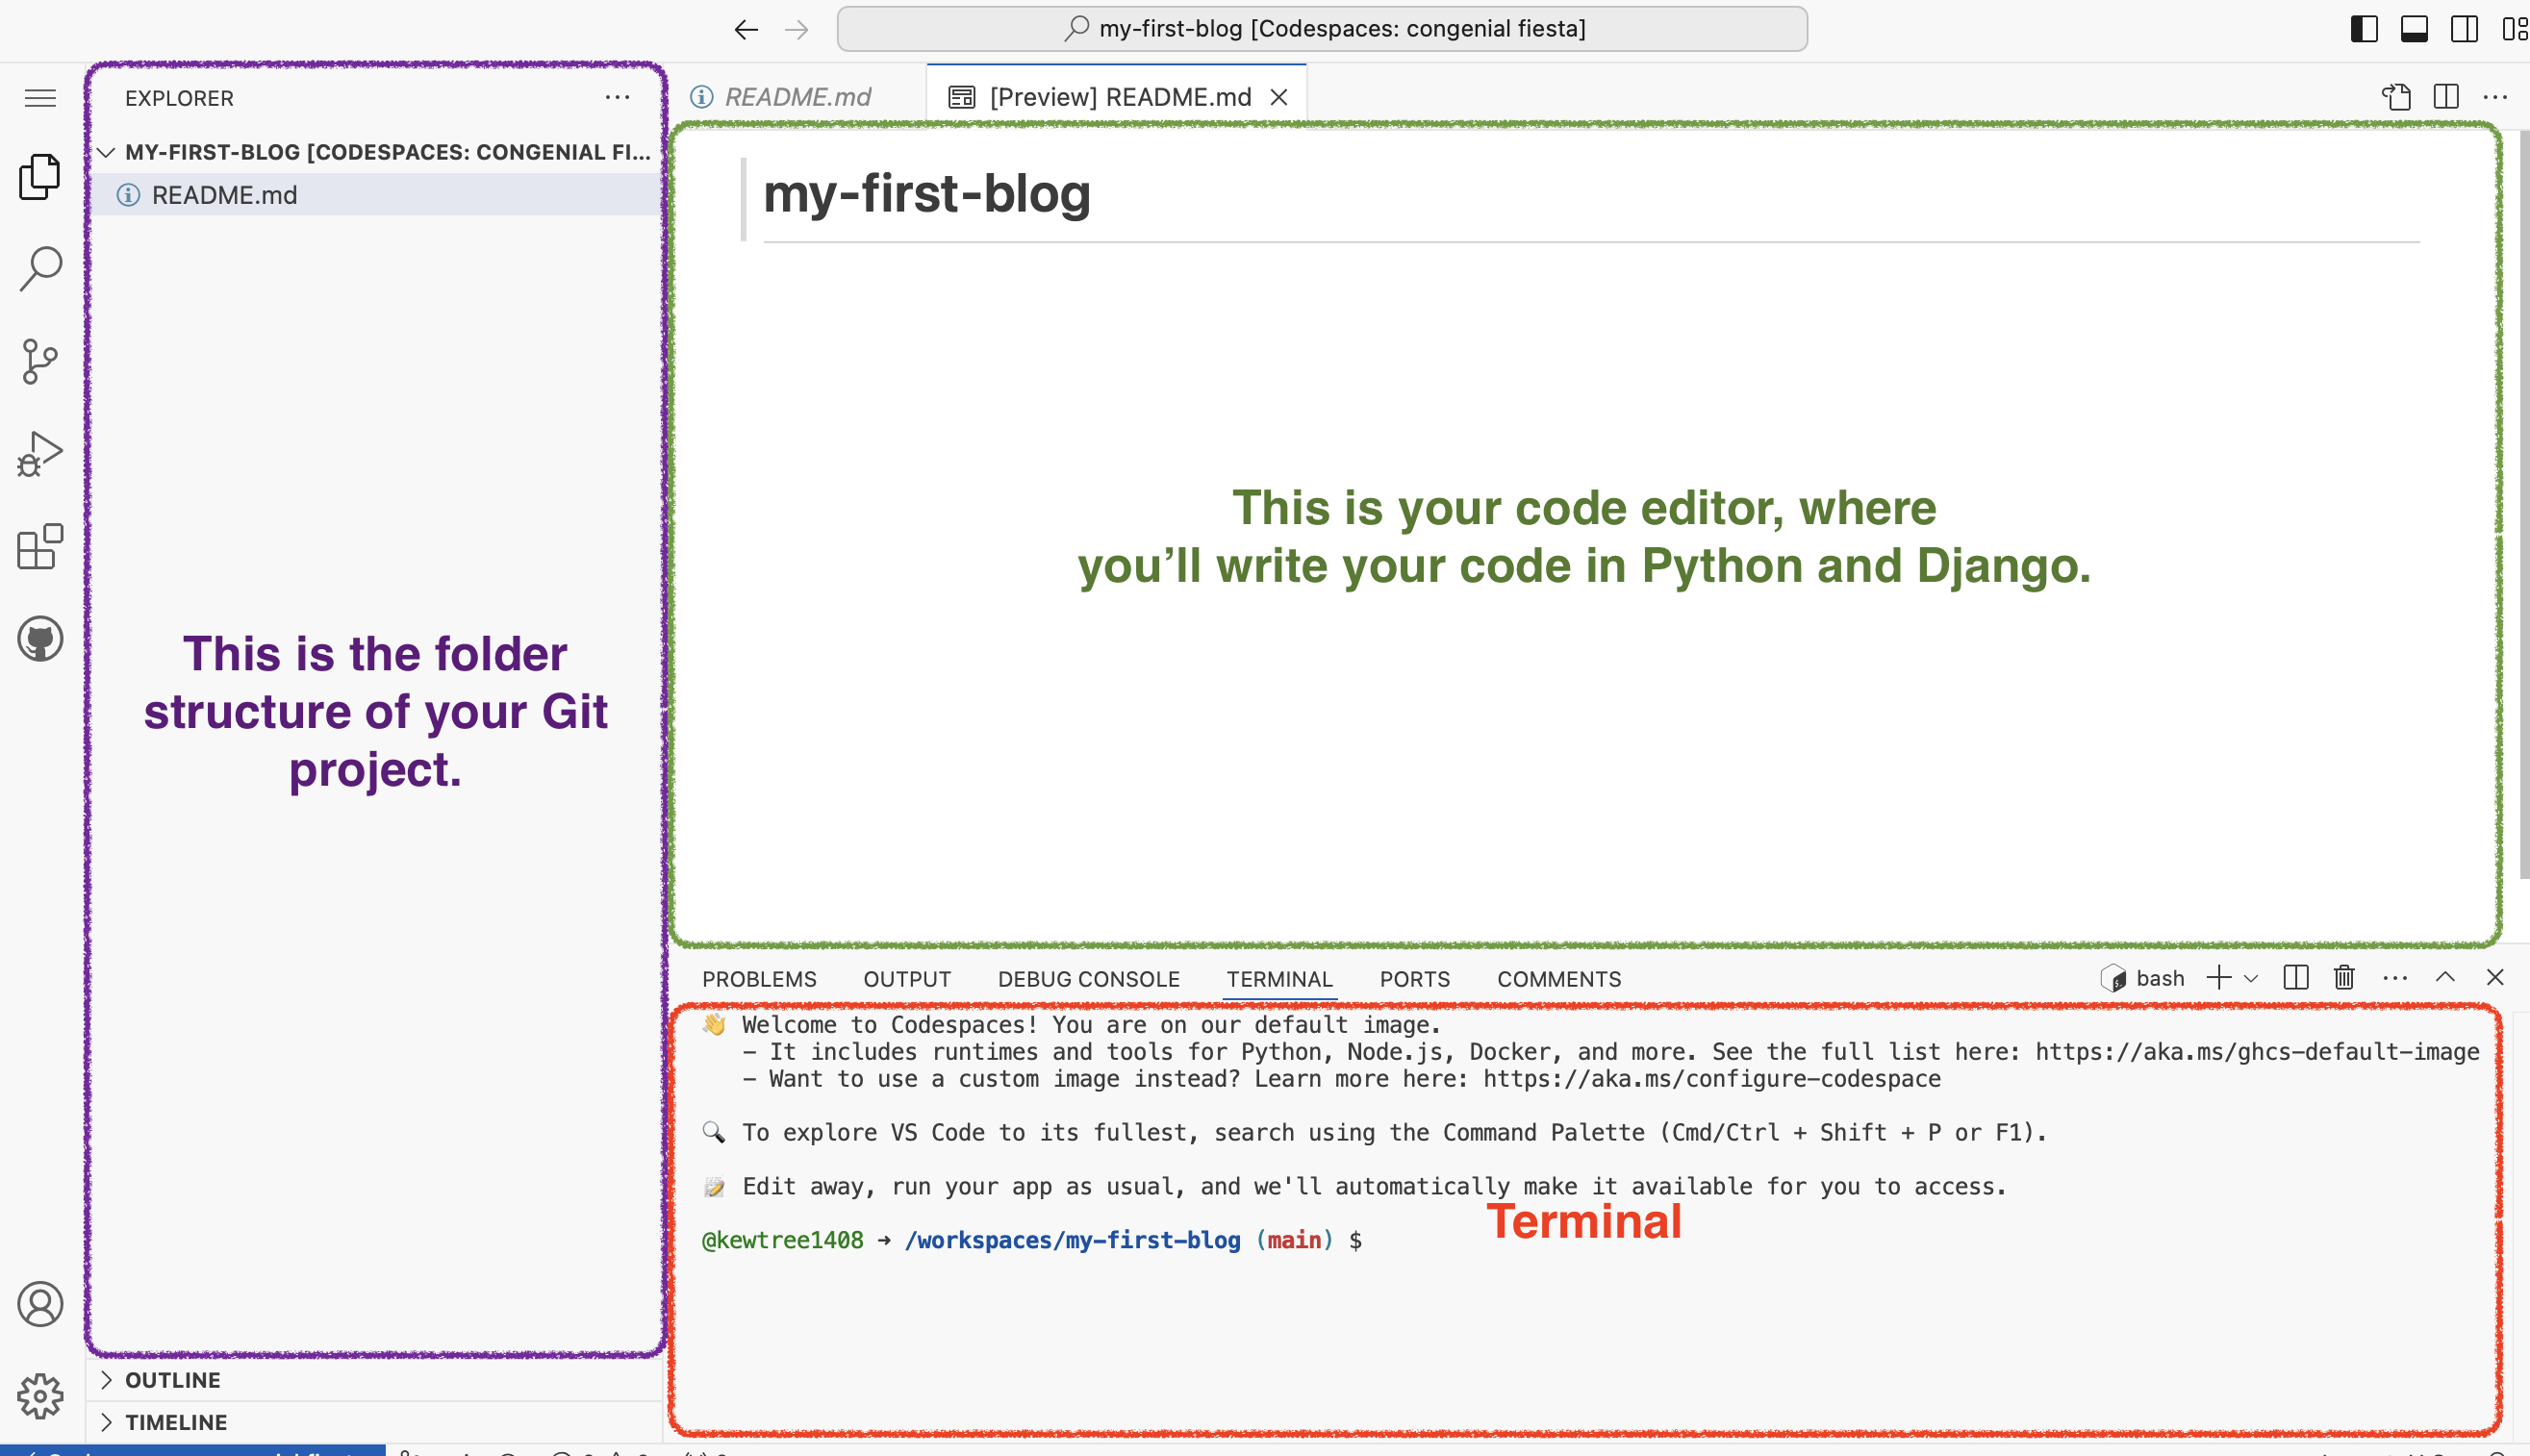 my-first-blog [Codespaces: congenial fiesta]
EXPLORER
README.md
[Preview] README.md
MY-FIRST-BLOG [CODESPACES: CONGENIAL FI...
README.md
my-first-blog
This is your code editor, where
you’ll write your code in Python and Django.
This is the folder
structure of your Git
project.
PROBLEMS OUTPUT DEBUG CONSOLE TERMINAL PORTS COMMENTS
bash
👋 Welcome to Codespaces! You are on our default image.
- It includes runtimes and tools for Python, Node.js, Docker, and more. See the full list here: https://aka.ms/ghcs-default-image
- Want to use a custom image instead? Learn more here: https://aka.ms/configure-codespace
🔍 To explore VS Code to its fullest, search using the Command Palette (Cmd/Ctrl + Shift + P or F1).
📝 Edit away, run your app as usual, and we'll automatically make it available for you to access.
Terminal
@kewtree1408 ➜ /workspaces/my-first-blog (main) $
OUTLINE
TIMELINE